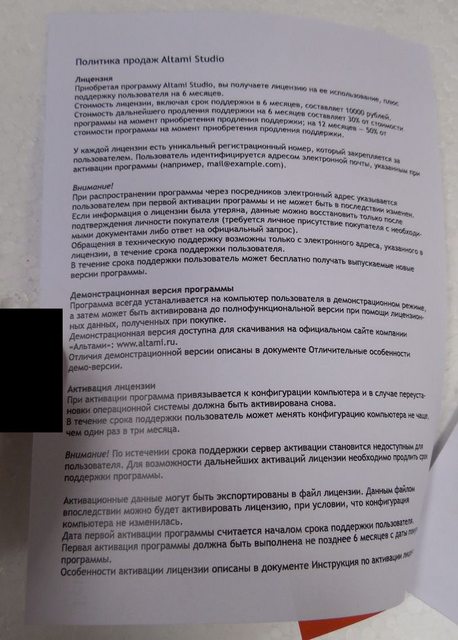 Политика продаж Altami Studio
Лицензия
Приобретая программу Altami Studio, вы получаете лицензию на ее использование, плюс
поддержку пользователя на 6 месяцев.
Стоимость лицензии, включая срок поддержки в 6 месяцев, составляет 10000 рублей.
Стоимость дальнейшего продления поддержки на 6 месяцев составляет 30% от стоимости
программы на момент приобретения продления поддержки; на 12 месяцев — 50% от
стоимости программы на момент приобретения продления поддержки.
У каждой лицензии есть уникальный регистрационный номер, который закрепляется за
пользователем. Пользователь идентифицируется адресом электронной почты, указанным при
активации программы (например, mail@example.com).
Внимание!
При распространении программы через посредников электронный адрес указывается
пользователем при первой активации программы и не может быть в последствии изменен.
Если информация о лицензии была утеряна, данные можно восстановить только после
подтверждения личности покупателя (требуется личное присутствие покупателя с необходи-
мыми документами либо ответ на официальный запрос).
Обращения в техническую поддержку возможны только с электронного адреса, указанного в
лицензии, в течение срока поддержки пользователя.
В течение срока поддержки пользователь может бесплатно получать выпускаемые новые
версии программы.
Демонстрационная версия программы
Программа всегда устанавливается на компьютер пользователя в демонстрационном режиме,
а затем может быть активирована до полнофункциональной версии при помощи лицензион-
ных данных, полученных при покупке.
Демонстрационная версия доступна для скачивания на официальном сайте компании
«Альтами»: www.altami.ru.
Отличия демонстрационной версии описаны в документе Отличительные особенности
демо-версии.
Активация лицензии
При активации программа привязывается к конфигурации компьютера и в случае переуста-
новки операционной системы должна быть активирована снова.
В течение срока поддержки пользователь может менять конфигурацию компьютера не чаще,
чем один раз в три месяца.
Внимание! По истечении срока поддержки сервер активации становится недоступным для
пользователя. Для возможности дальнейших активаций лицензии необходимо продлить срок
поддержки программы.
Активационные данные могут быть экспортированы в файл лицензии. Данным файлом
впоследствии можно будет активировать лицензию, при условии, что конфигурация
компьютера не изменилась.
Дата первой активации программы считается началом срока поддержки пользователя.
Первая активация программы должна быть выполнена не позднее 6 месяцев с даты
программы.
Особенности активации лицензии описаны в документе Инструкция по активации